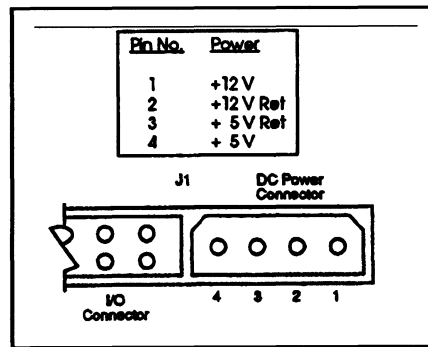 Pin No. Power
1 +12 V
2 +12 V Ret
3 + 5 V Ret
4 + 5 V
J1 DC Power
Connector
4 3 2 1
I/O
Connector